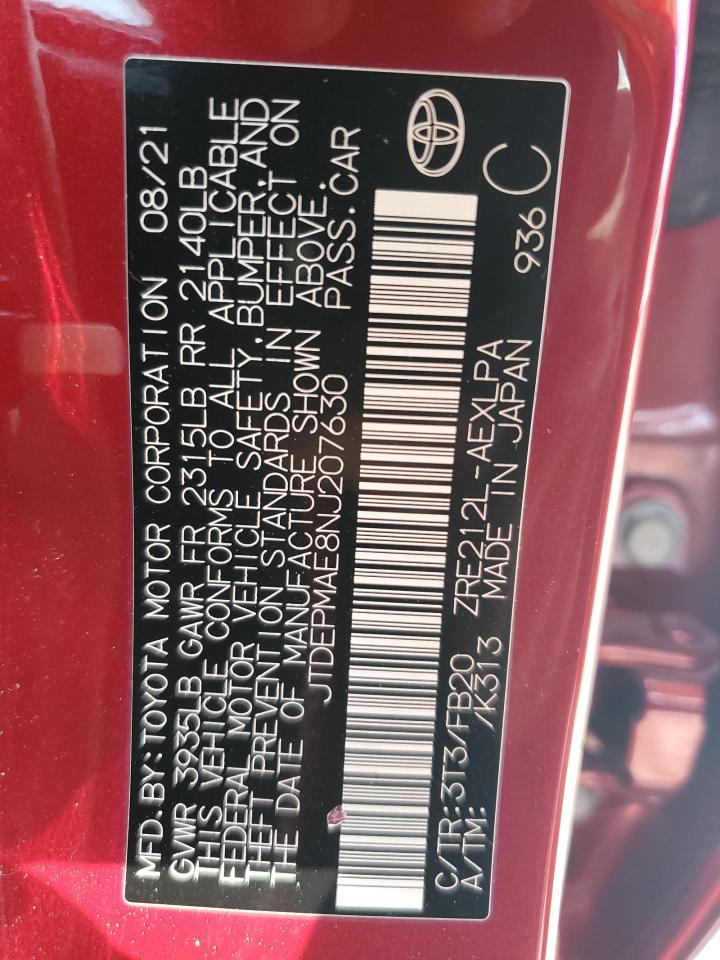 MFD.BY:TOYOTA MOTOR CORPORATION 08/21
GVWR 3935LB GAWR FR 2315LB RR 2140LB
THIS VEHICLE CONFORMS TO ALL APPLICABLE
FEDERAL MOTOR VEHICLE SAFETY,BUMPER,AND
THEFT PREVENTION STANDARDS IN EFFECT ON
THE DATE OF MANUFACTURE SHOWN ABOVE.
JTDEPMAE8NJ207630 PASS.CAR
C/TR:3T3/FB20 ZRE212L-AEXLPA
A/TM: /K313 MADE IN JAPAN
936 C